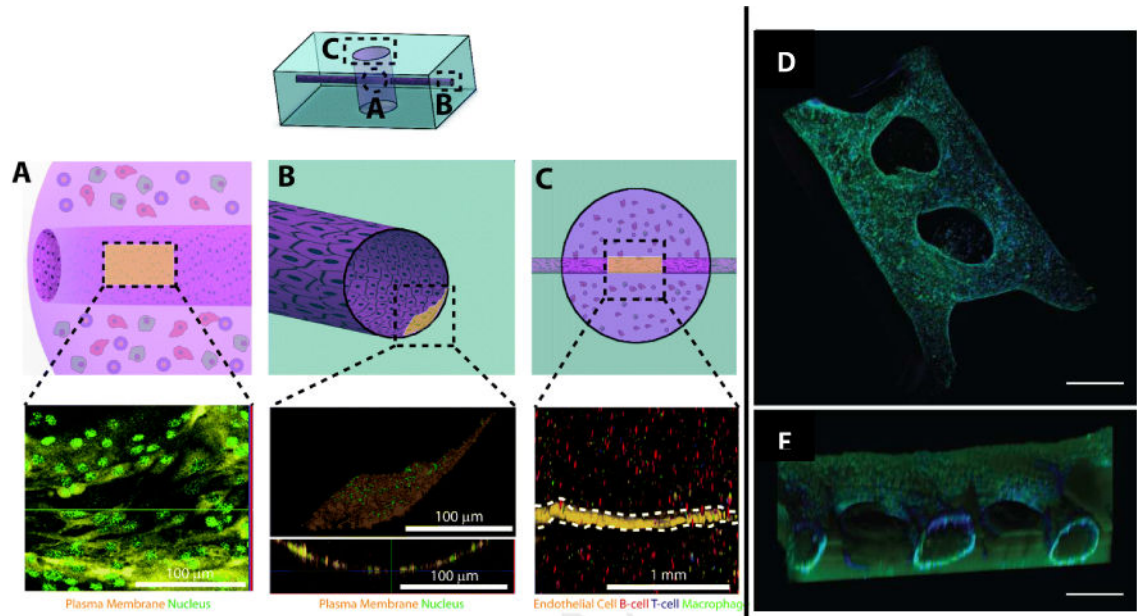 C
A
B
A
B
C
D
100 μm
100 μm
100 μm
1 mm
Plasma Membrane Nucleus
Plasma Membrane Nucleus
Endothelial Cell B-cell T-cell Macrophag
E